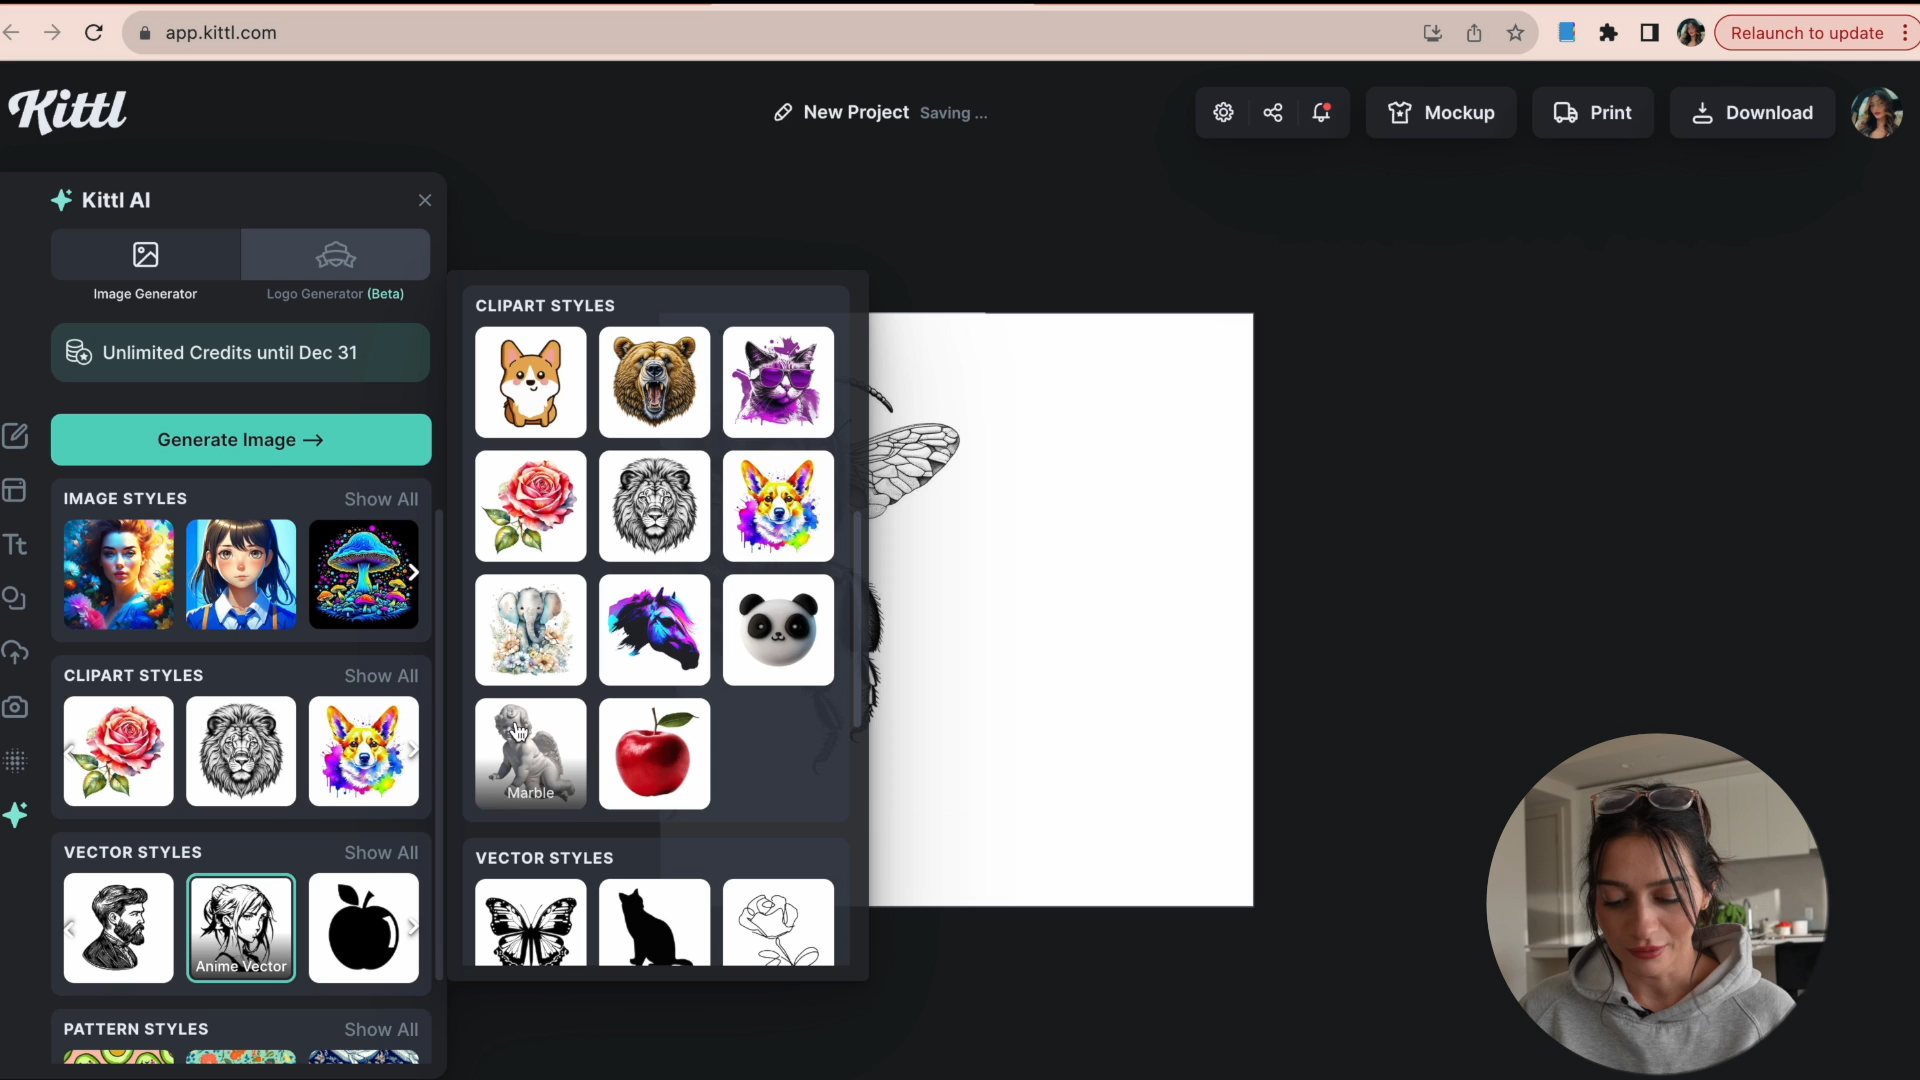 app.kittl.com
Relaunch to update
Kittl
New Project Saving ...
Mockup
Print
Download
Kittl AI
Image Generator
Logo Generator (Beta)
Unlimited Credits until Dec 31
Generate Image →
IMAGE STYLES Show All
CLIPART STYLES Show All
VECTOR STYLES Show All
Anime Vector
PATTERN STYLES Show All
CLIPART STYLES
Marble
VECTOR STYLES
Tt